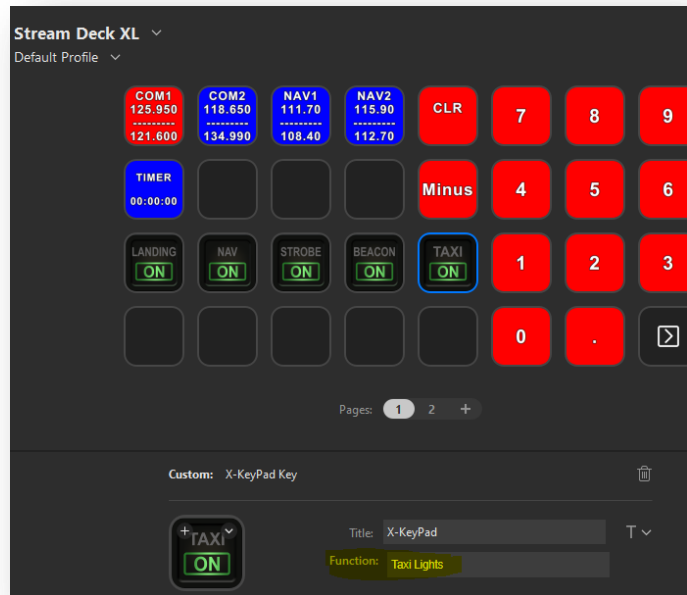 Stream Deck XL
Default Profile
COM1
125.950
---------
121.600
COM2
118.650
---------
134.990
NAV1
111.70
---------
108.40
NAV2
115.90
---------
112.70
CLR
7
8
9
TIMER
00:00:00
Minus
4
5
6
LANDING
ON
NAV
ON
STROBE
ON
BEACON
ON
TAXI
ON
1
2
3
0
.
Pages: 1 2 +
Custom: X-KeyPad Key
TAXI
ON
Title: X-KeyPad
T
Function: Taxi Lights